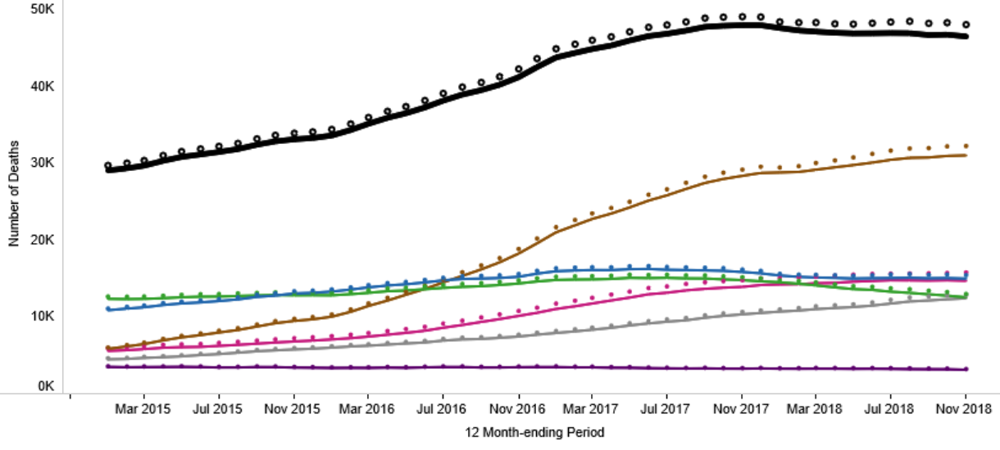 50K
40K
30K
20K
10K
0K
Number of Deaths
Mar 2015 Jul 2015 Nov 2015 Mar 2016 Jul 2016 Nov 2016 Mar 2017 Jul 2017 Nov 2017 Mar 2018 Jul 2018 Nov 2018
12 Month-ending Period